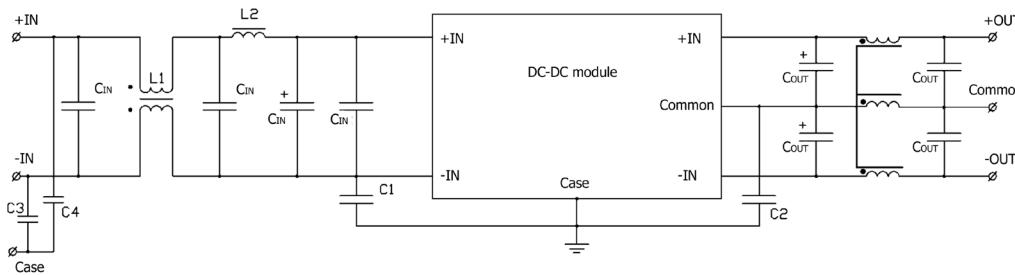 +IN
L2
+OUT
+IN
+IN
DC-DC module
L1
CIN
CIN
+
CIN
CIN
+
COUT
COUT
Common
Commo
+
COUT
COUT
-IN
-IN
-IN
-OUT
Case
C1
C2
C3
C4
Case